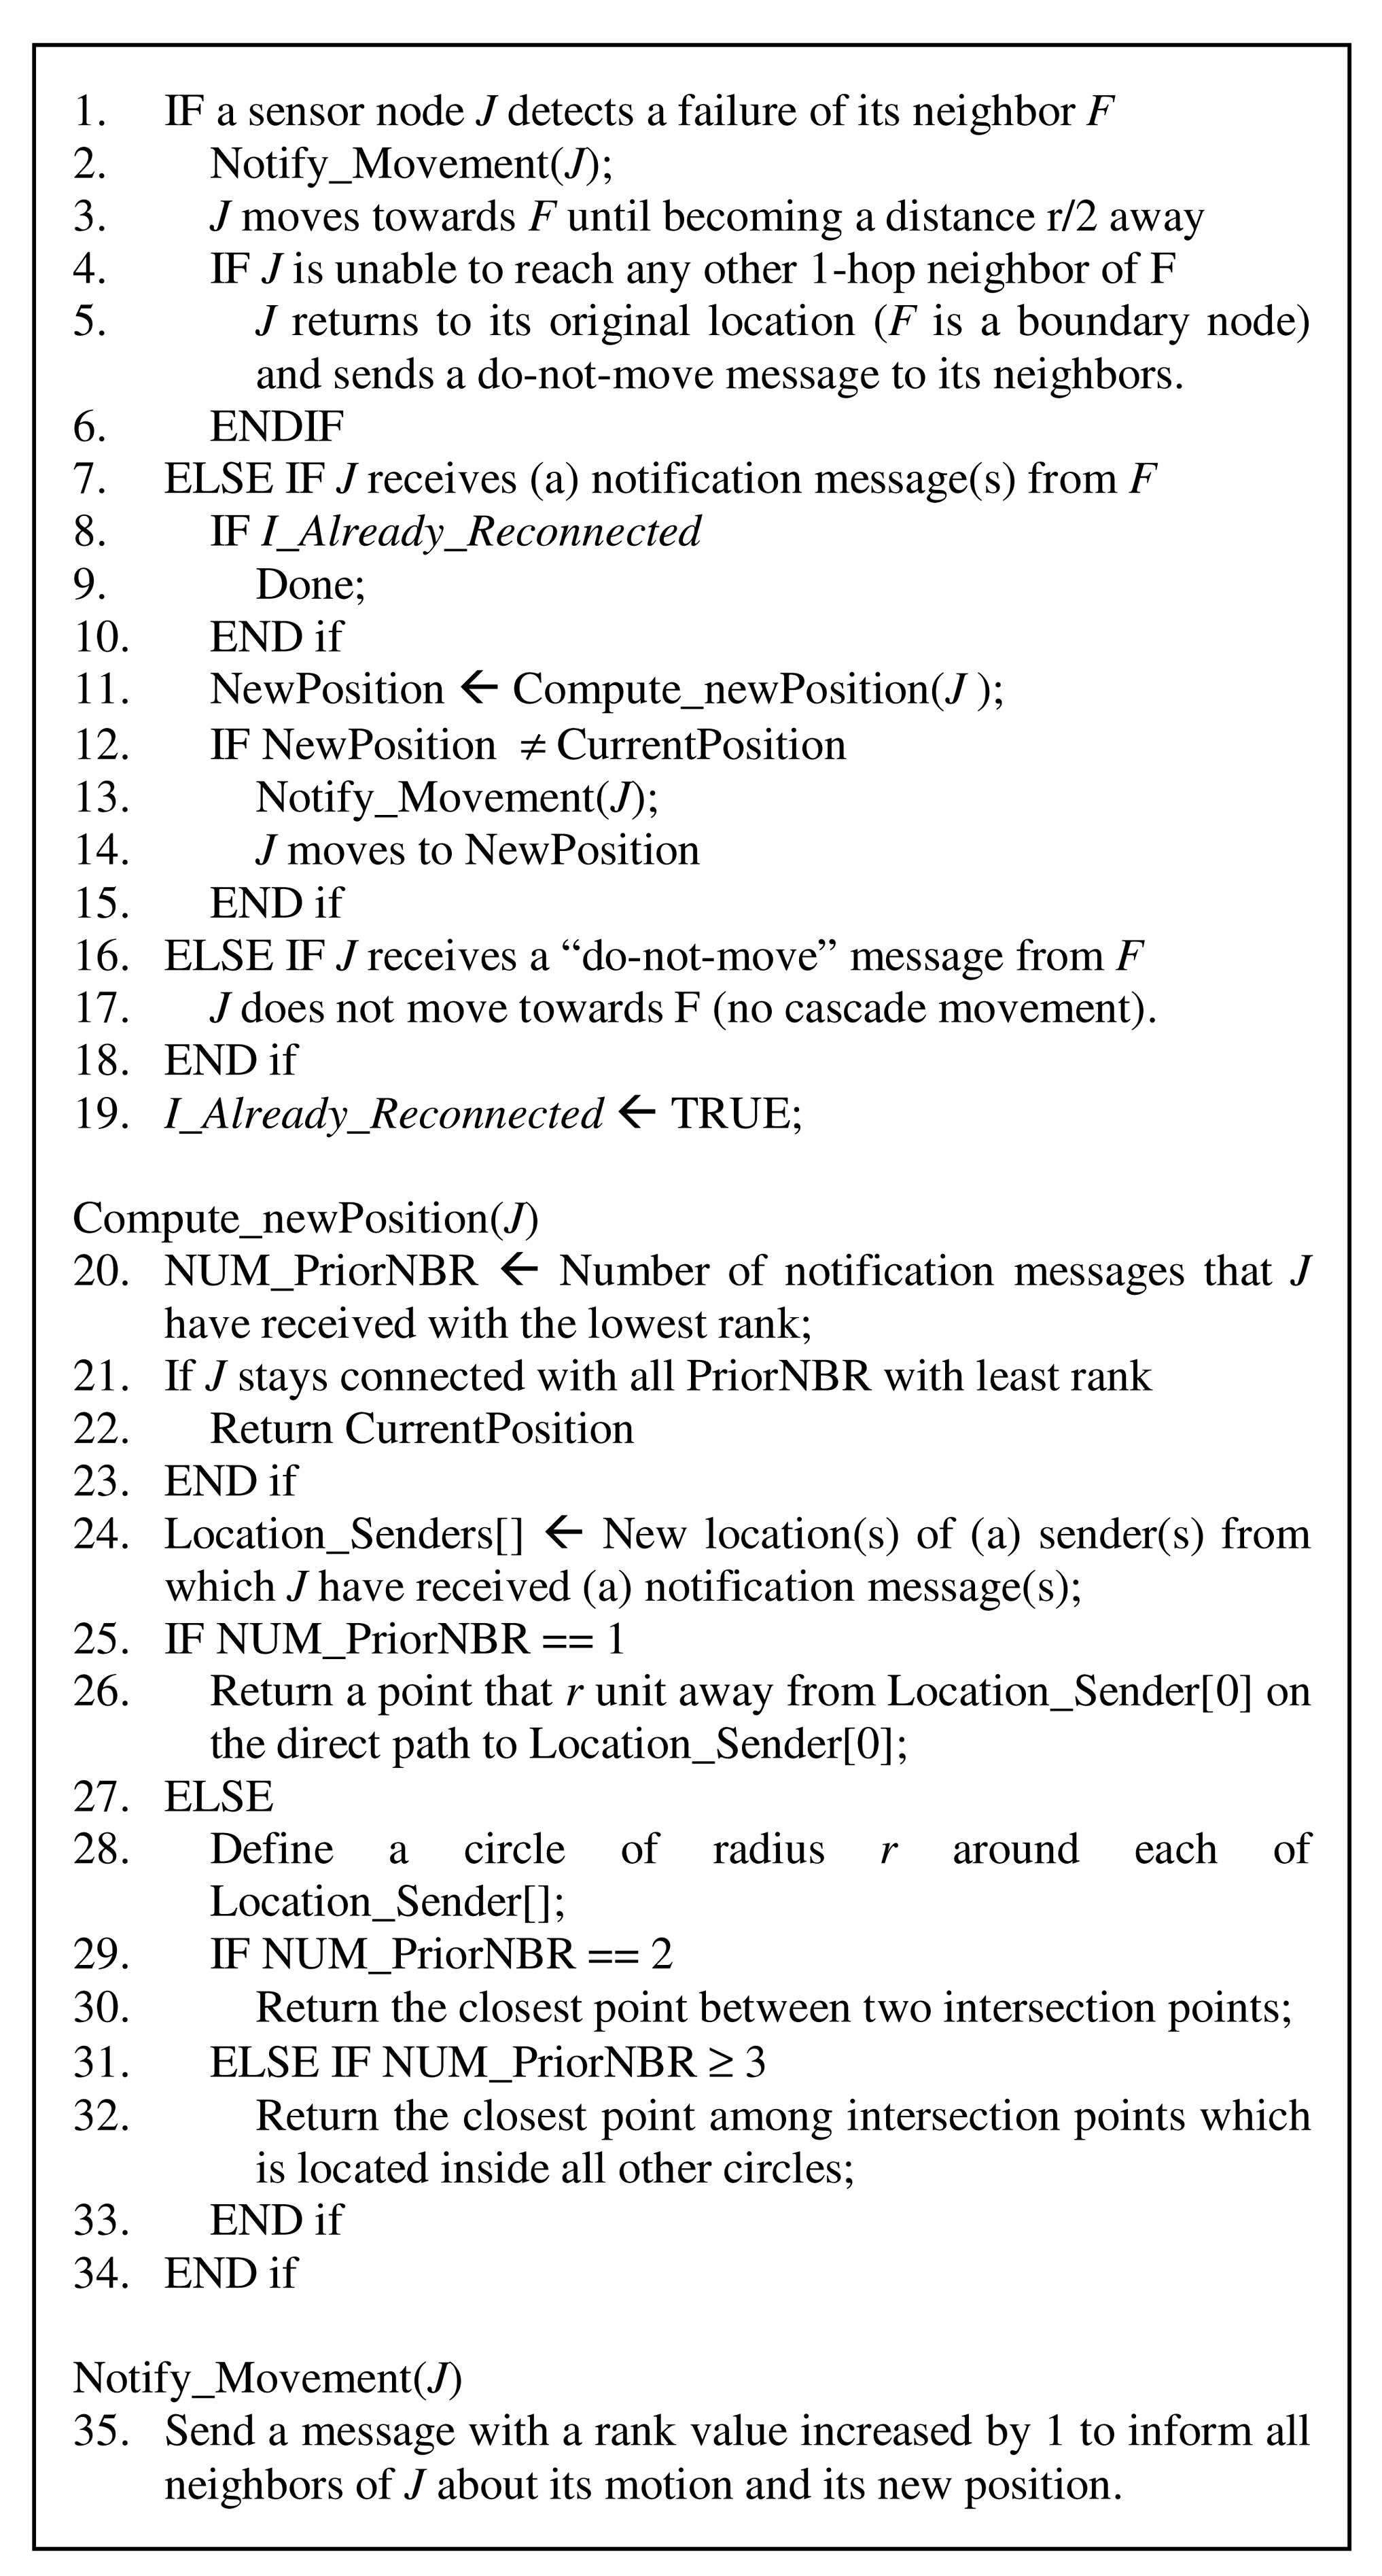 1. IF a sensor node J detects a failure of its neighbor F
2. Notify_Movement(J);
3. J moves towards F until becoming a distance r/2 away
4. IF J is unable to reach any other 1-hop neighbor of F
5. J returns to its original location (F is a boundary node)
and sends a do-not-move message to its neighbors.
6. ENDIF
7. ELSE IF J receives (a) notification message(s) from F
8. IF I_Already_Reconnected
9. Done;
10. END if
11. NewPosition ← Compute_newPosition(J );
12. IF NewPosition ≠ CurrentPosition
13. Notify_Movement(J);
14. J moves to NewPosition
15. END if
16. ELSE IF J receives a “do-not-move” message from F
17. J does not move towards F (no cascade movement).
18. END if
19. I_Already_Reconnected ← TRUE;
Compute_newPosition(J)
20. NUM_PriorNBR ← Number of notification messages that J
have received with the lowest rank;
21. If J stays connected with all PriorNBR with least rank
22. Return CurrentPosition
23. END if
24. Location_Senders[] ← New location(s) of (a) sender(s) from
which J have received (a) notification message(s);
25. IF NUM_PriorNBR == 1
26. Return a point that r unit away from Location_Sender[0] on
the direct path to Location_Sender[0];
27. ELSE
28. Define a circle of radius r around each of
Location_Sender[];
29. IF NUM_PriorNBR == 2
30. Return the closest point between two intersection points;
31. ELSE IF NUM_PriorNBR ≥ 3
32. Return the closest point among intersection points which
is located inside all other circles;
33. END if
34. END if
Notify_Movement(J)
35. Send a message with a rank value increased by 1 to inform all
neighbors of J about its motion and its new position.